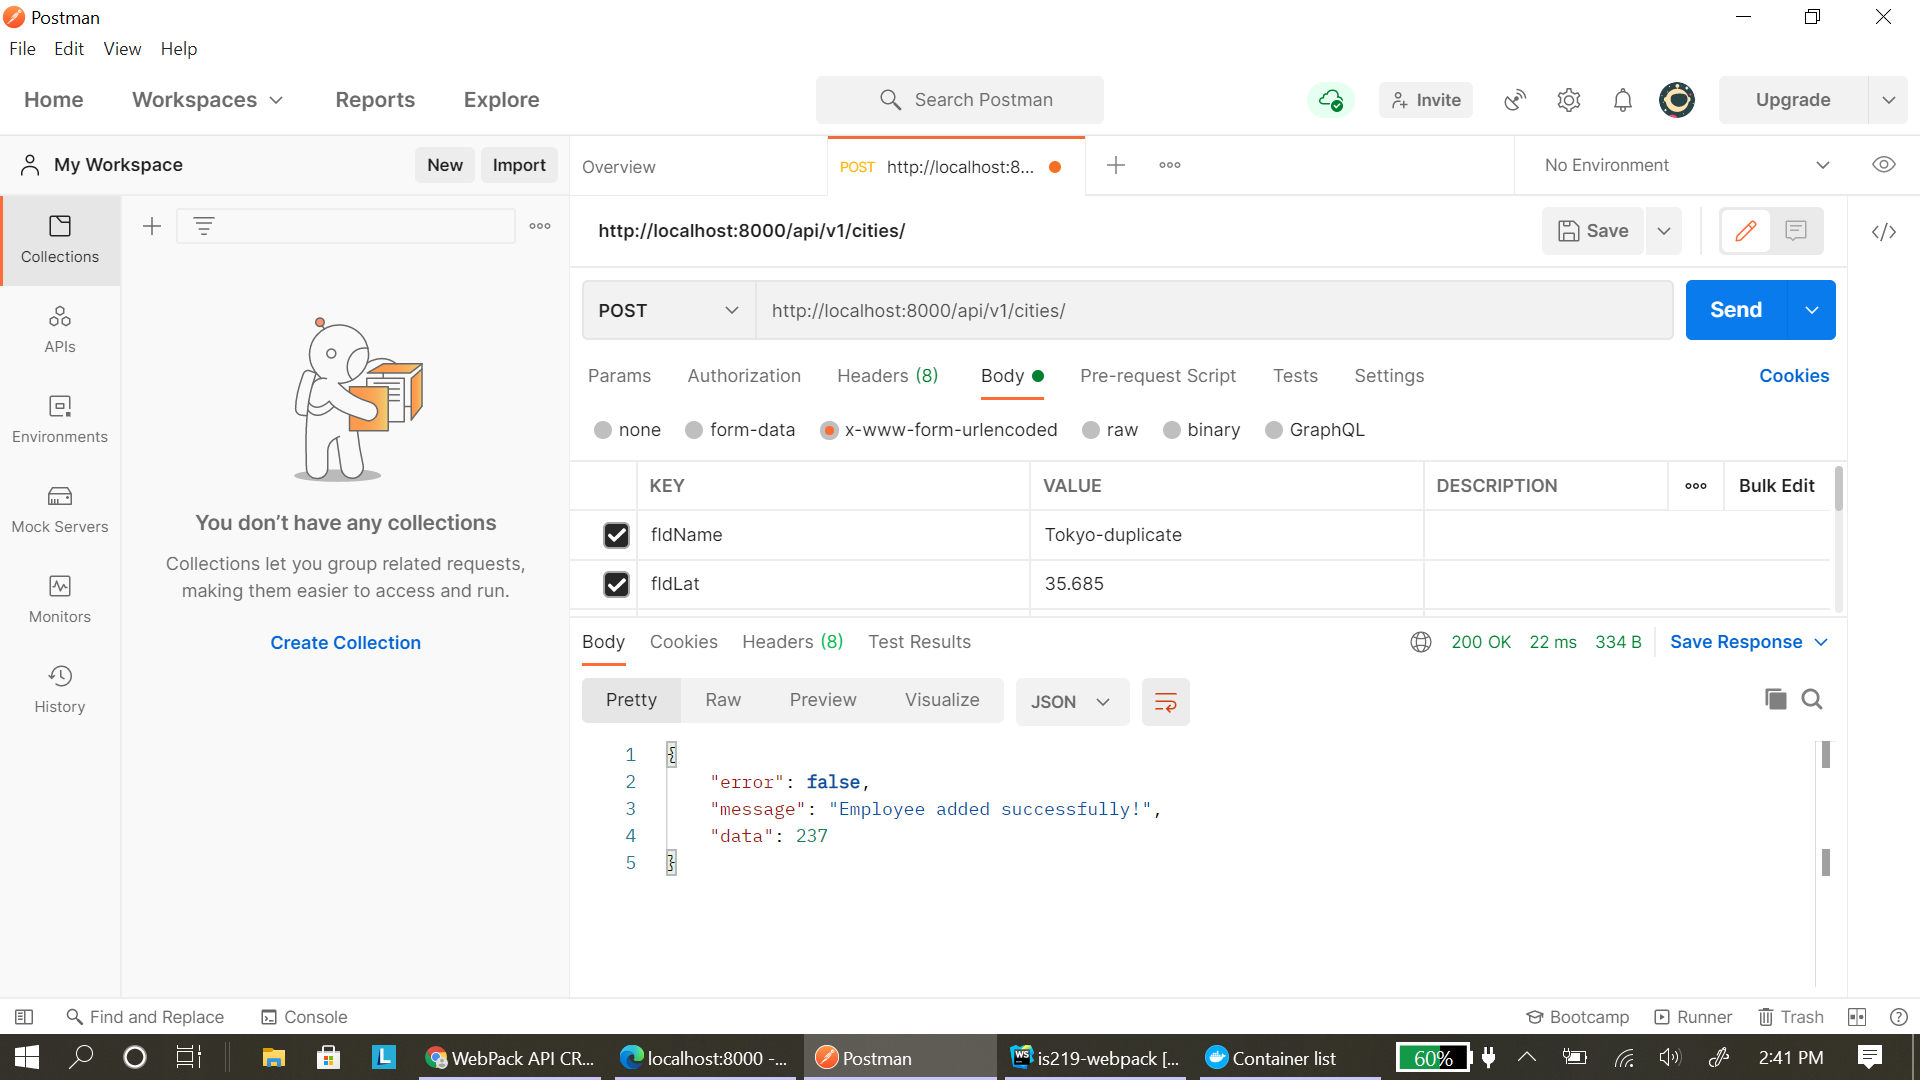 Postman
File Edit View Help
Home Workspaces Reports Explore Search Postman Invite Upgrade
My Workspace New Import Overview POST http://localhost:8... No Environment
Collections
APIs
Environments
Mock Servers
Monitors
History
You don't have any collections
Collections let you group related requests,
making them easier to access and run.
Create Collection
http://localhost:8000/api/v1/cities/ Save
POST http://localhost:8000/api/v1/cities/ Send
Params Authorization Headers (8) Body Pre-request Script Tests Settings Cookies
none form-data x-www-form-urlencoded raw binary GraphQL
KEY VALUE DESCRIPTION Bulk Edit
fldName Tokyo-duplicate
fldLat 35.685
Body Cookies Headers (8) Test Results 200 OK 22 ms 334 B Save Response
Pretty Raw Preview Visualize JSON
1 {
2 "error": false,
3 "message": "Employee added successfully!",
4 "data": 237
5 }
Find and Replace Console Bootcamp Runner Trash
L WebPack API CR... localhost:8000 -... Postman WS is219-webpack [... Container list 60% 2:41 PM